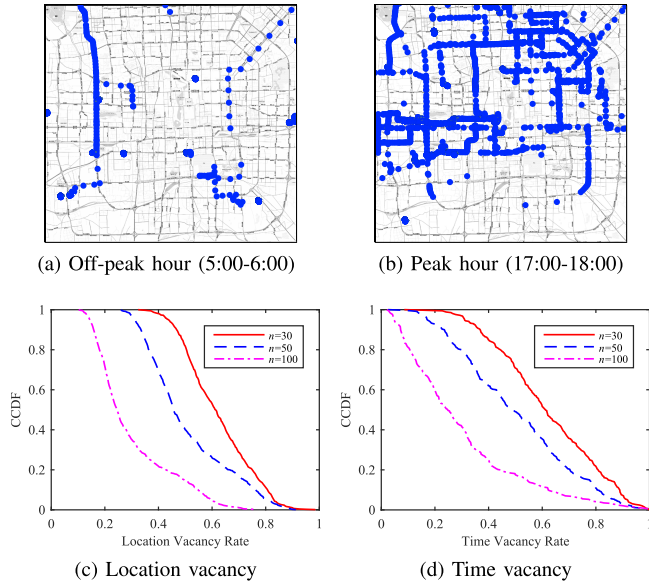 (a) Off-peak hour (5:00-6:00)
(b) Peak hour (17:00-18:00)
1
0.8
0.6
0.4
0.2
0
CCDF
n=30
n=50
n=100
0 0.2 0.4 0.6 0.8 1
Location Vacancy Rate
(c) Location vacancy
1
0.8
0.6
0.4
0.2
0
CCDF
n=30
n=50
n=100
0 0.2 0.4 0.6 0.8 1
Time Vacancy Rate
(d) Time vacancy